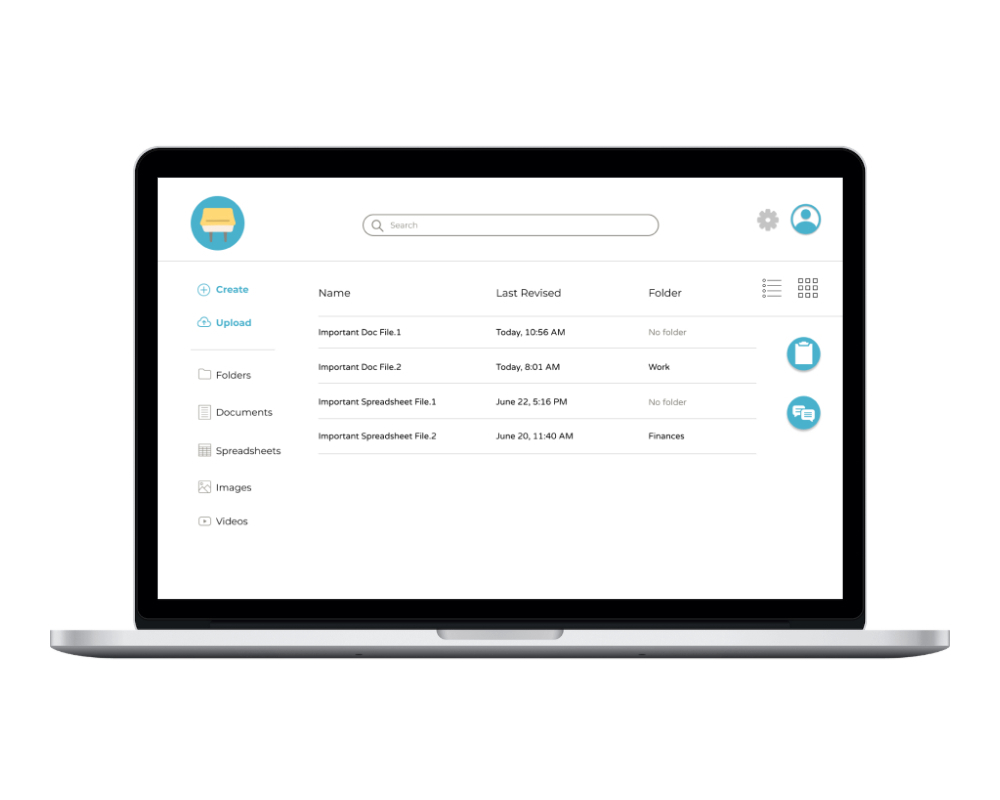 Search
Create
Upload
Folders
Documents
Spreadsheets
Images
Videos
Name Last Revised Folder
Important Doc File.1 Today, 10:56 AM No folder
Important Doc File.2 Today, 8:01 AM Work
Important Spreadsheet File.1 June 22, 5:16 PM No folder
Important Spreadsheet File.2 June 20, 11:40 AM Finances